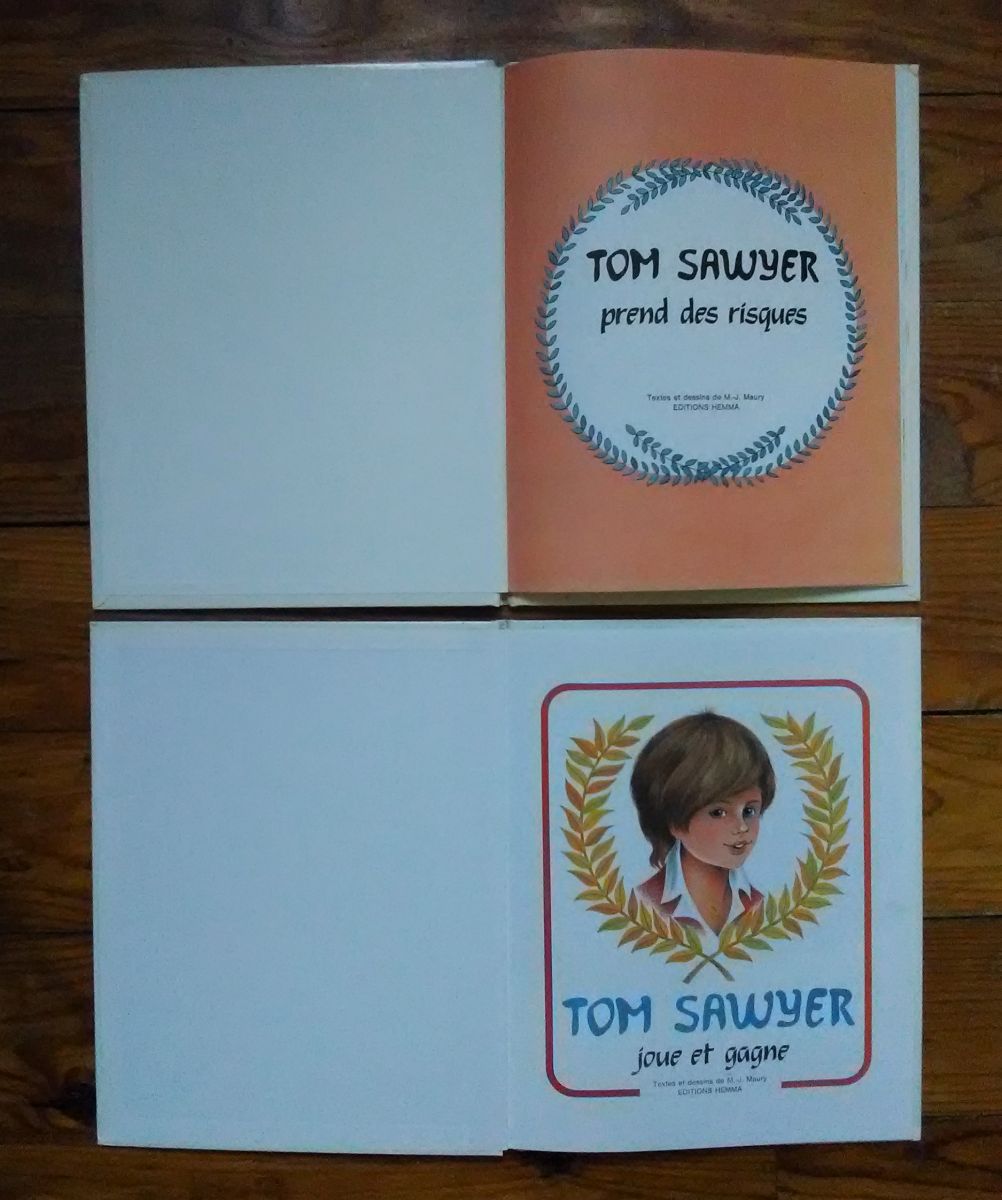 TOM SAWYER
prend des risques
Textes et dessins de M.-J. Maury
EDITIONS HEMMA
TOM SAWYER
joue et gagne
Textes et dessins de M.-J. Maury
EDITIONS HEMMA